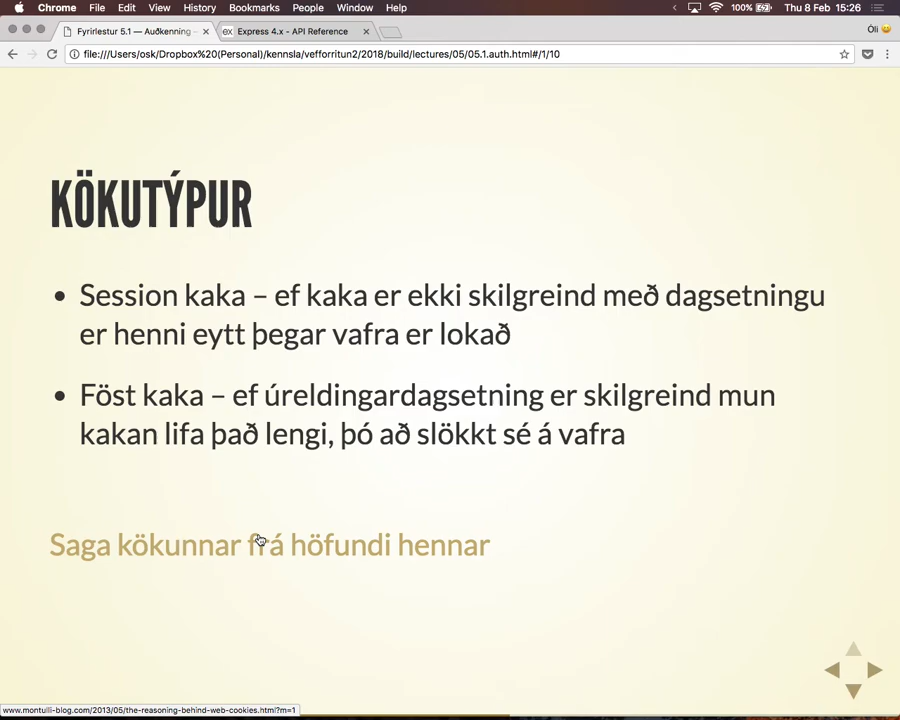 Chrome File Edit View History Bookmarks People Window Help 100% Thu 8 Feb 15:26
Fyrirlestur 5.1 — Auðkenning Express 4.x - API Reference Óli
file:///Users/osk/Dropbox%20(Personal)/kennsla/vefforritun2/2018/build/lectures/05/05.1.auth.html#/1/10
KÖKUTÝPUR
• Session kaka – ef kaka er ekki skilgreind með dagsetningu
er henni eytt þegar vafra er lokað
• Föst kaka – ef úreldingardagsetning er skilgreind mun
kakan lifa það lengi, þó að slökkt sé á vafra
Saga kökunnar frá höfundi hennar
www.montulli-blog.com/2013/05/the-reasoning-behind-web-cookies.html?m=1